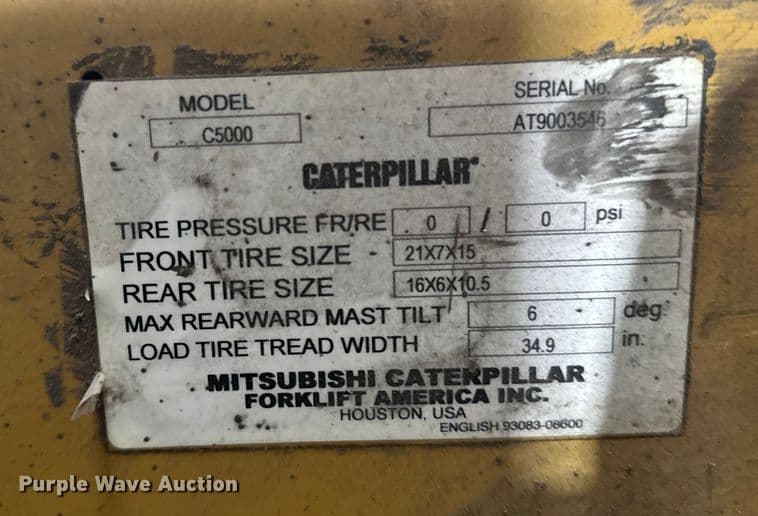 MODEL SERIAL No.
C5000 AT9003546
CATERPILLAR
TIRE PRESSURE FR/RE 0 / 0 psi
FRONT TIRE SIZE 21X7X15
REAR TIRE SIZE 16X6X10.5
MAX REARWARD MAST TILT 6 deg.
LOAD TIRE TREAD WIDTH 34.9 in.
MITSUBISHI CATERPILLAR
FORKLIFT AMERICA INC.
HOUSTON, USA
ENGLISH 93083-08600
Purple Wave Auction